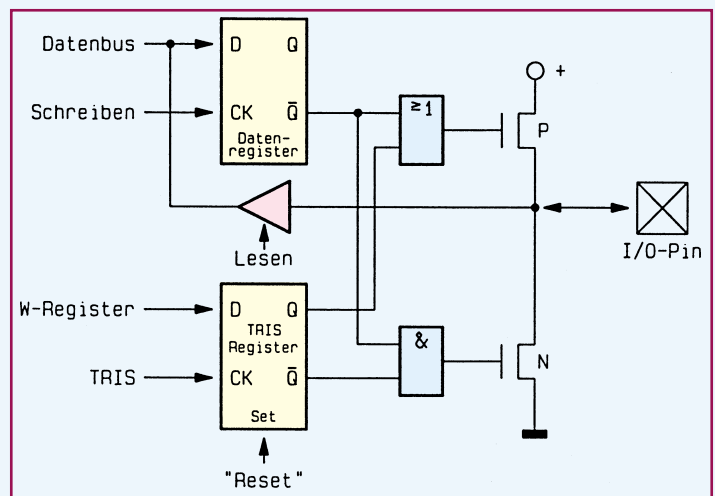 Datenbus
D Q
+
≥1
Schreiben
CK Q̅
P
Daten-
register
Lesen
I/O-Pin
W-Register
D Q
TRIS
Register
&
N
TRIS
CK Q̅
Set
"Reset"